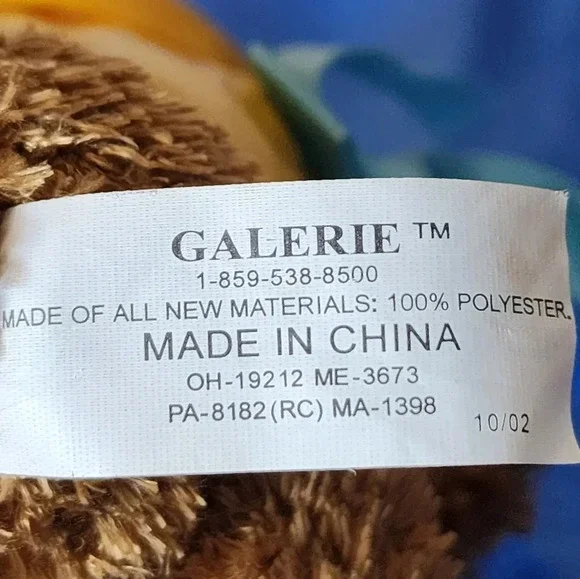 GALERIE ™
1-859-538-8500
MADE OF ALL NEW MATERIALS: 100% POLYESTER.
MADE IN CHINA
OH-19212 ME-3673
PA-8182(RC) MA-1398
10/02